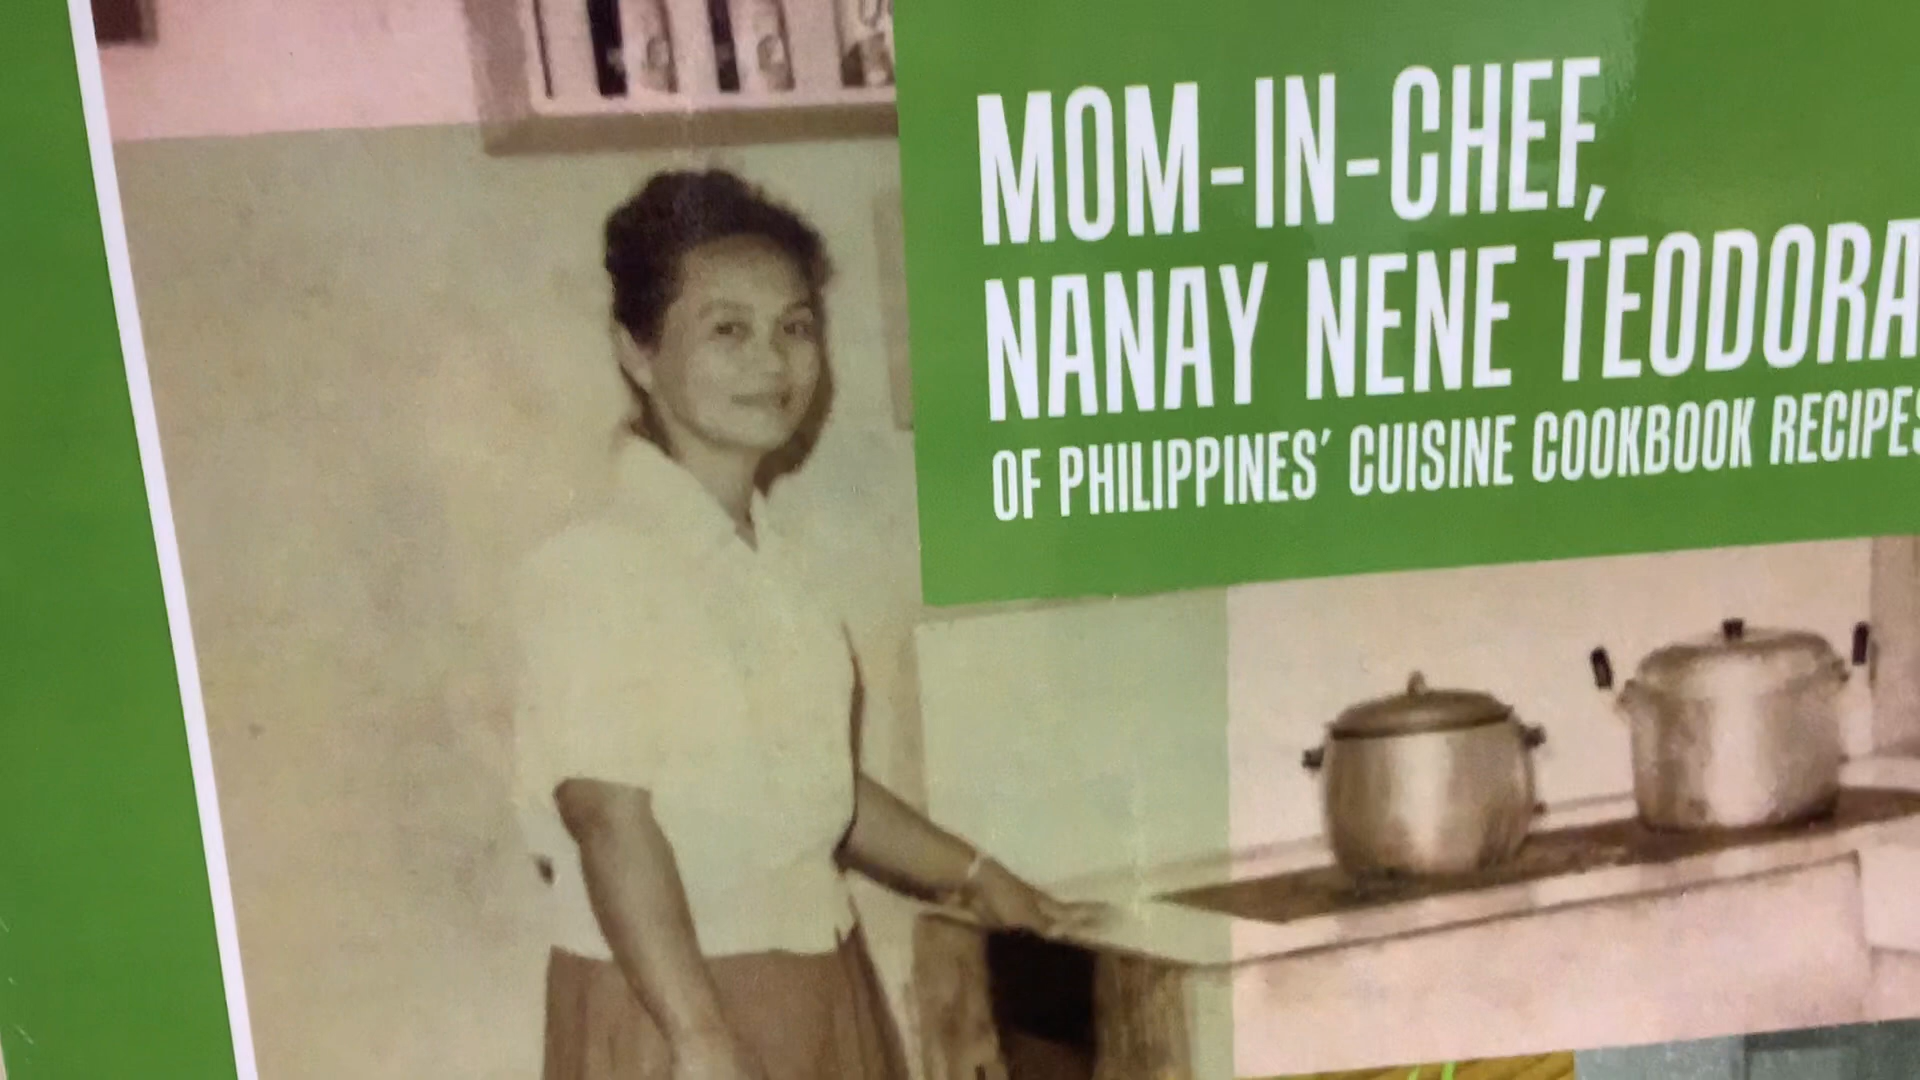 MOM-IN-CHEF,
NANAY NENE TEODORA
OF PHILIPPINES' CUISINE COOKBOOK RECIPES